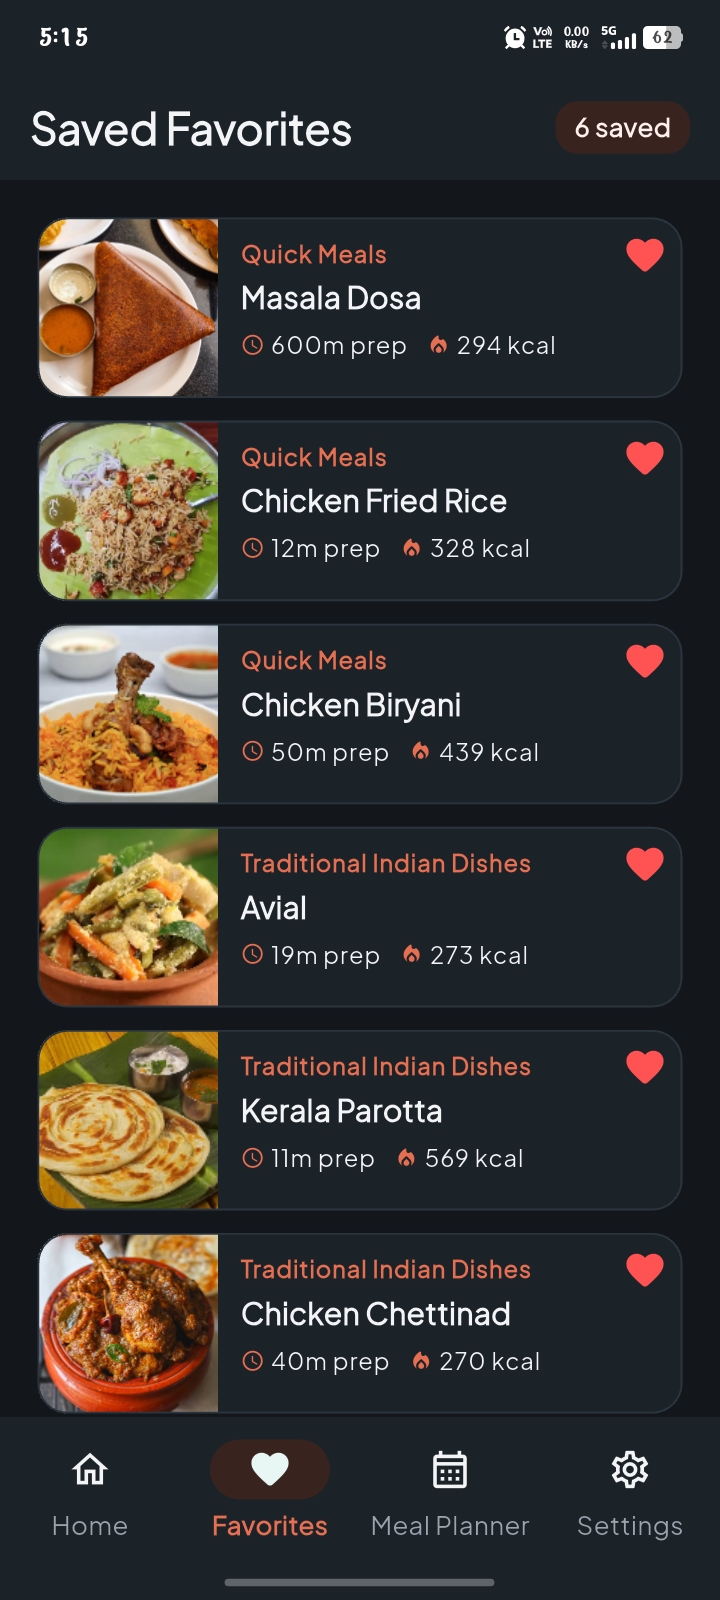 5:15
Vo)) LTE
0.00 KB/s
5G
62
Saved Favorites
6 saved
Quick Meals
Masala Dosa
600m prep 294 kcal
Quick Meals
Chicken Fried Rice
12m prep 328 kcal
Quick Meals
Chicken Biryani
50m prep 439 kcal
Traditional Indian Dishes
Avial
19m prep 273 kcal
Traditional Indian Dishes
Kerala Parotta
11m prep 569 kcal
Traditional Indian Dishes
Chicken Chettinad
40m prep 270 kcal
Home Favorites Meal Planner Settings